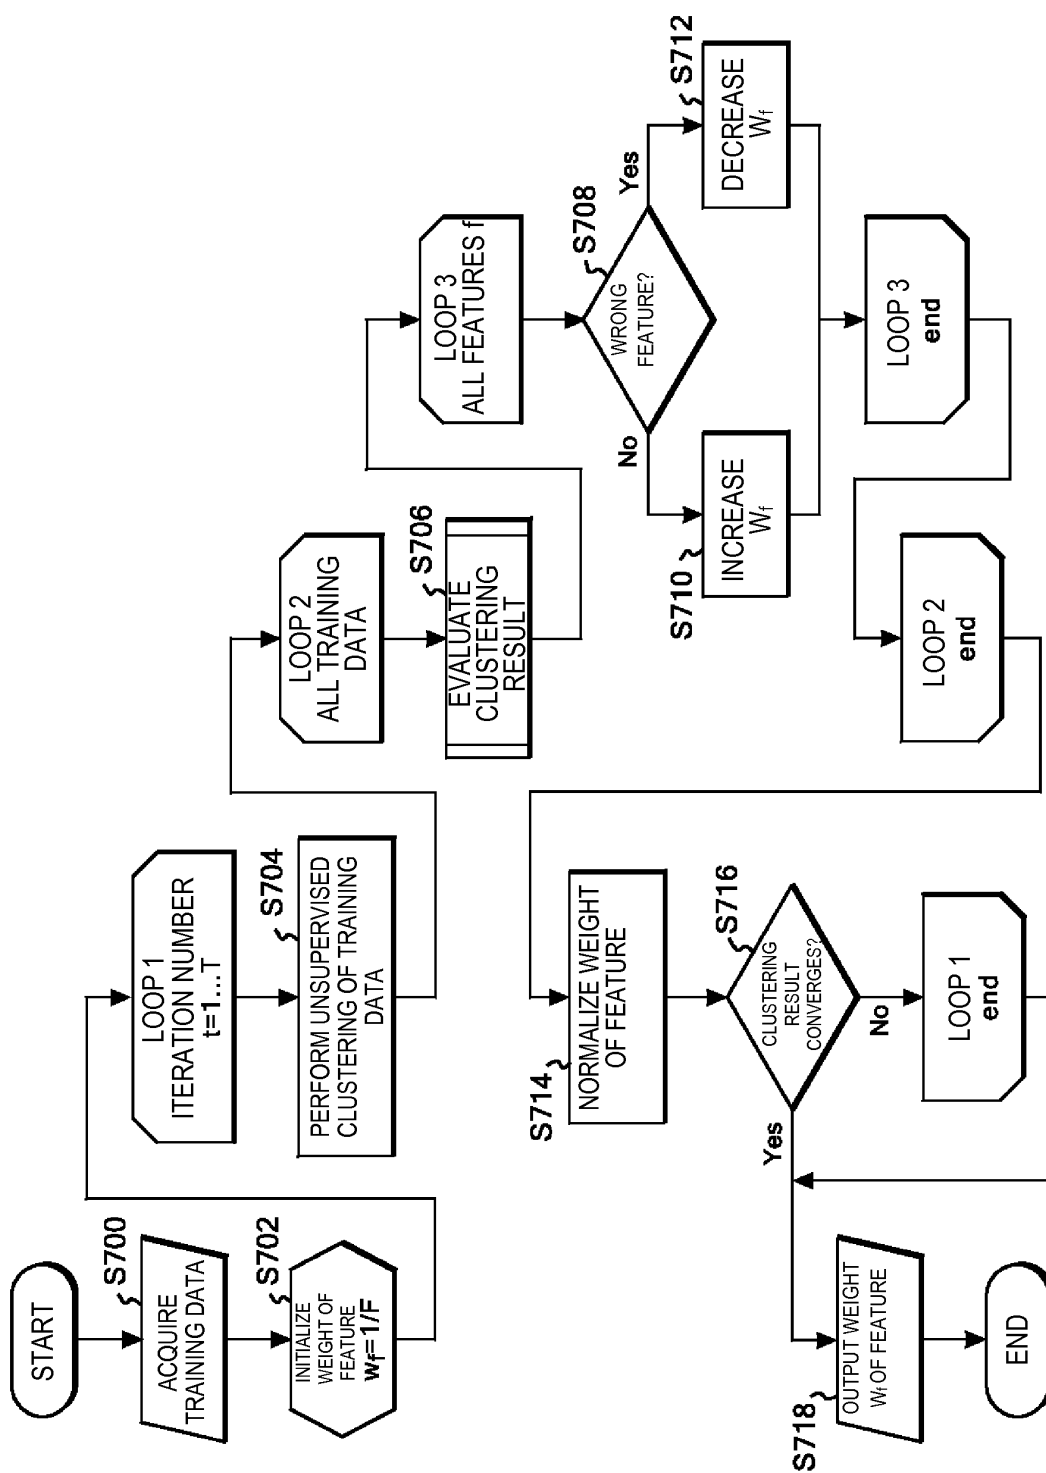 START
S700
ACQUIRE
TRAINING DATA
S702
INITIALIZE
WEIGHT OF
FEATURE
wf=1/F
LOOP 1
ITERATION NUMBER
t=1...T
S704
PERFORM UNSUPERVISED
CLUSTERING OF TRAINING
DATA
LOOP 2
ALL TRAINING
DATA
S706
EVALUATE
CLUSTERING
RESULT
LOOP 3
ALL FEATURES f
S708
WRONG
FEATURE?
No
Yes
S710
INCREASE
Wf
S712
DECREASE
Wf
LOOP 3
end
LOOP 2
end
S714
NORMALIZE WEIGHT
OF FEATURE
S716
CLUSTERING
RESULT
CONVERGES?
Yes
No
LOOP 1
end
S718
OUTPUT WEIGHT
Wf OF FEATURE
END